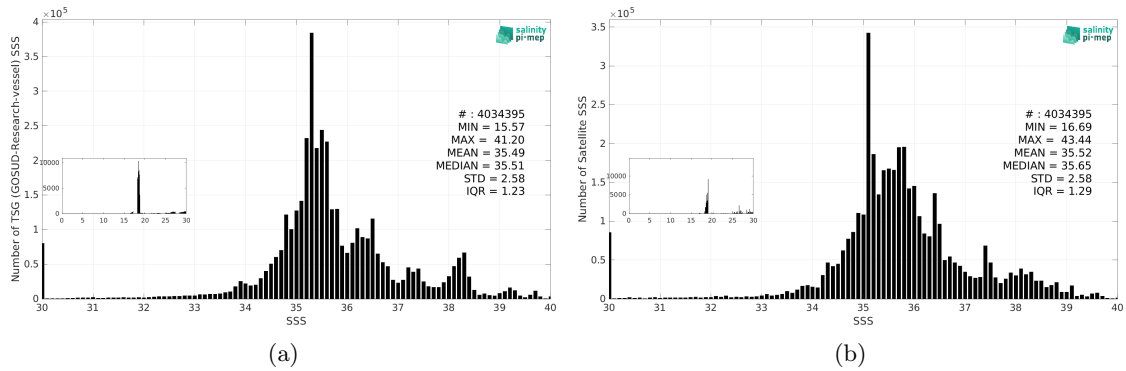 ×10^5
4
3.5
3
2.5
2
1.5
1
0.5
0
Number of TSG (GOSUD-Research-vessel) SSS
salinity
pi-mep
# : 4034395
MIN = 15.57
MAX = 41.20
MEAN = 35.49
MEDIAN = 35.51
STD = 2.58
IQR = 1.23
10000
5000
0
0 5 10 15 20 25 30
30 31 32 33 34 35 36 37 38 39 40
SSS
(a)
×10^5
3.5
3
2.5
2
1.5
1
0.5
0
Number of Satellite SSS
salinity
pi-mep
# : 4034395
MIN = 16.69
MAX = 43.44
MEAN = 35.52
MEDIAN = 35.65
STD = 2.58
IQR = 1.29
10000
5000
0
0 5 10 15 20 25 30
30 31 32 33 34 35 36 37 38 39 40
SSS
(b)